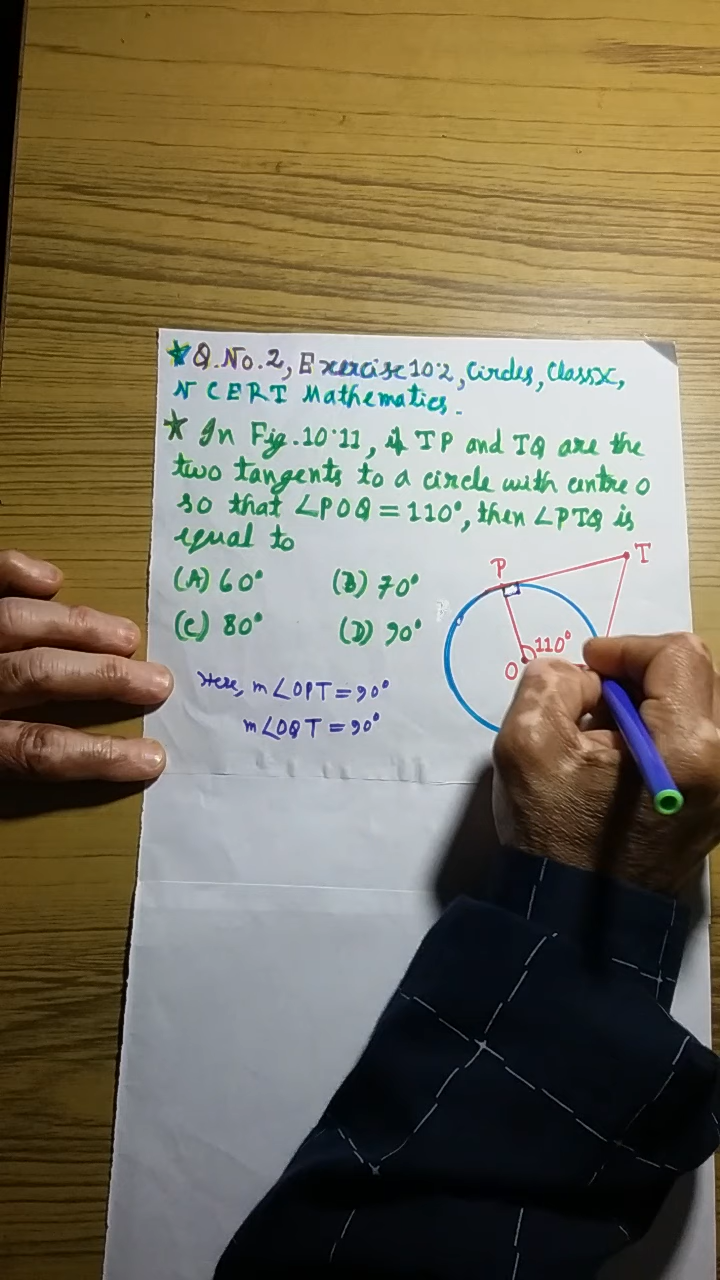 ★ Q.No.2, Exercise 10.2, Circles, Class X,
NCERT Mathematics.
★ In Fig. 10.11, if TP and TQ are the
two tangents to a circle with centre O
so that ∠POQ = 110°, then ∠PTQ is
equal to
(A) 60° (B) 70°
(C) 80° (D) 90°
Here, m∠OPT = 90°
m∠OQT = 90°
P
T
110°
O